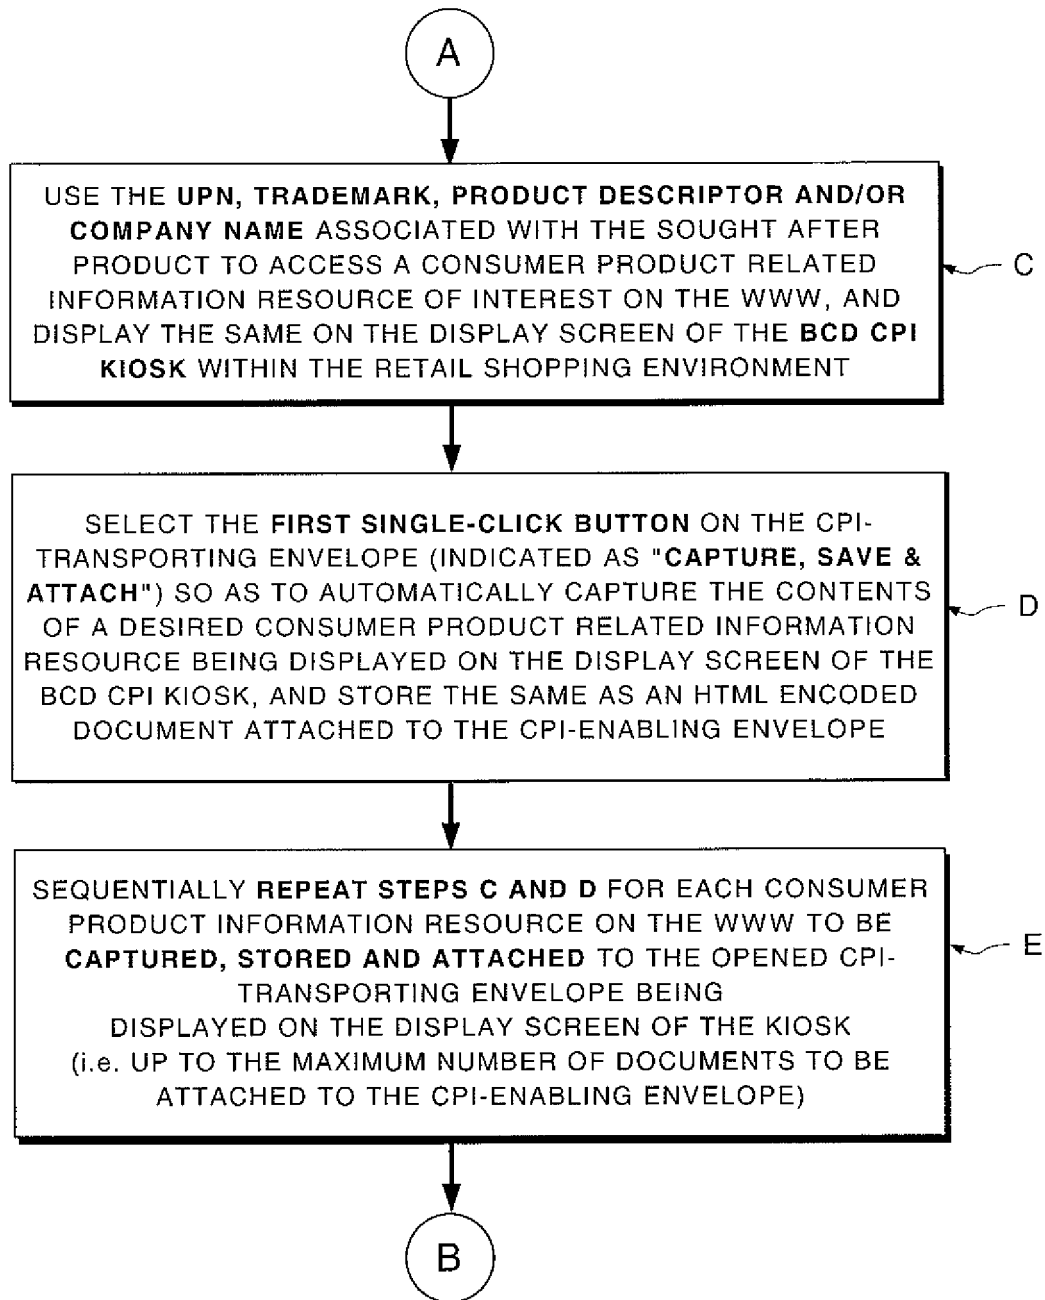 A
USE THE UPN, TRADEMARK, PRODUCT DESCRIPTOR AND/OR
COMPANY NAME ASSOCIATED WITH THE SOUGHT AFTER
PRODUCT TO ACCESS A CONSUMER PRODUCT RELATED
INFORMATION RESOURCE OF INTEREST ON THE WWW, AND
DISPLAY THE SAME ON THE DISPLAY SCREEN OF THE BCD CPI
KIOSK WITHIN THE RETAIL SHOPPING ENVIRONMENT
C
SELECT THE FIRST SINGLE-CLICK BUTTON ON THE CPI-
TRANSPORTING ENVELOPE (INDICATED AS "CAPTURE, SAVE &
ATTACH") SO AS TO AUTOMATICALLY CAPTURE THE CONTENTS
OF A DESIRED CONSUMER PRODUCT RELATED INFORMATION
RESOURCE BEING DISPLAYED ON THE DISPLAY SCREEN OF THE
BCD CPI KIOSK, AND STORE THE SAME AS AN HTML ENCODED
DOCUMENT ATTACHED TO THE CPI-ENABLING ENVELOPE
D
SEQUENTIALLY REPEAT STEPS C AND D FOR EACH CONSUMER
PRODUCT INFORMATION RESOURCE ON THE WWW TO BE
CAPTURED, STORED AND ATTACHED TO THE OPENED CPI-
TRANSPORTING ENVELOPE BEING
DISPLAYED ON THE DISPLAY SCREEN OF THE KIOSK
(i.e. UP TO THE MAXIMUM NUMBER OF DOCUMENTS TO BE
ATTACHED TO THE CPI-ENABLING ENVELOPE)
E
B